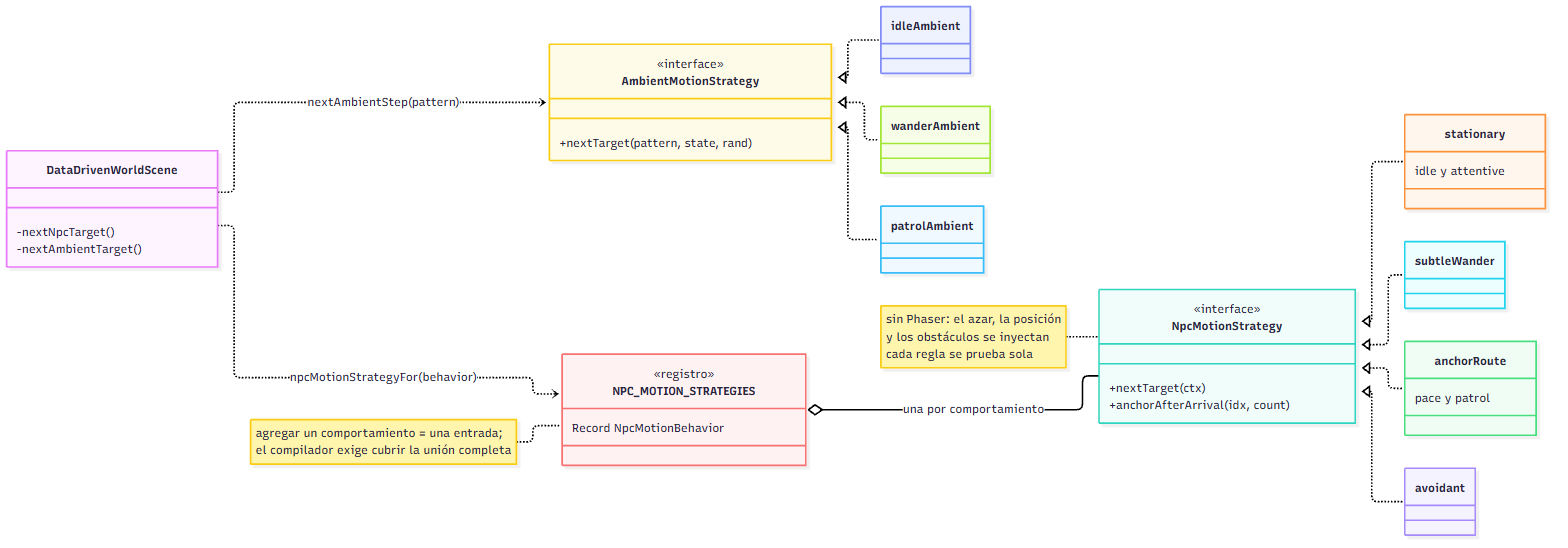 DataDrivenWorldScene
-nextNpcTarget()
-nextAmbientTarget()
nextAmbientStep(pattern)
npcMotionStrategyFor(behavior)
«interface»
AmbientMotionStrategy
+nextTarget(pattern, state, rand)
idleAmbient
wanderAmbient
patrolAmbient
agregar un comportamiento = una entrada;
el compilador exige cubrir la unión completa
«registro»
NPC_MOTION_STRATEGIES
Record NpcMotionBehavior
una por comportamiento
sin Phaser: el azar, la posición
y los obstáculos se inyectan
cada regla se prueba sola
«interface»
NpcMotionStrategy
+nextTarget(ctx)
+anchorAfterArrival(idx, count)
stationary
idle y attentive
subtleWander
anchorRoute
pace y patrol
avoidant